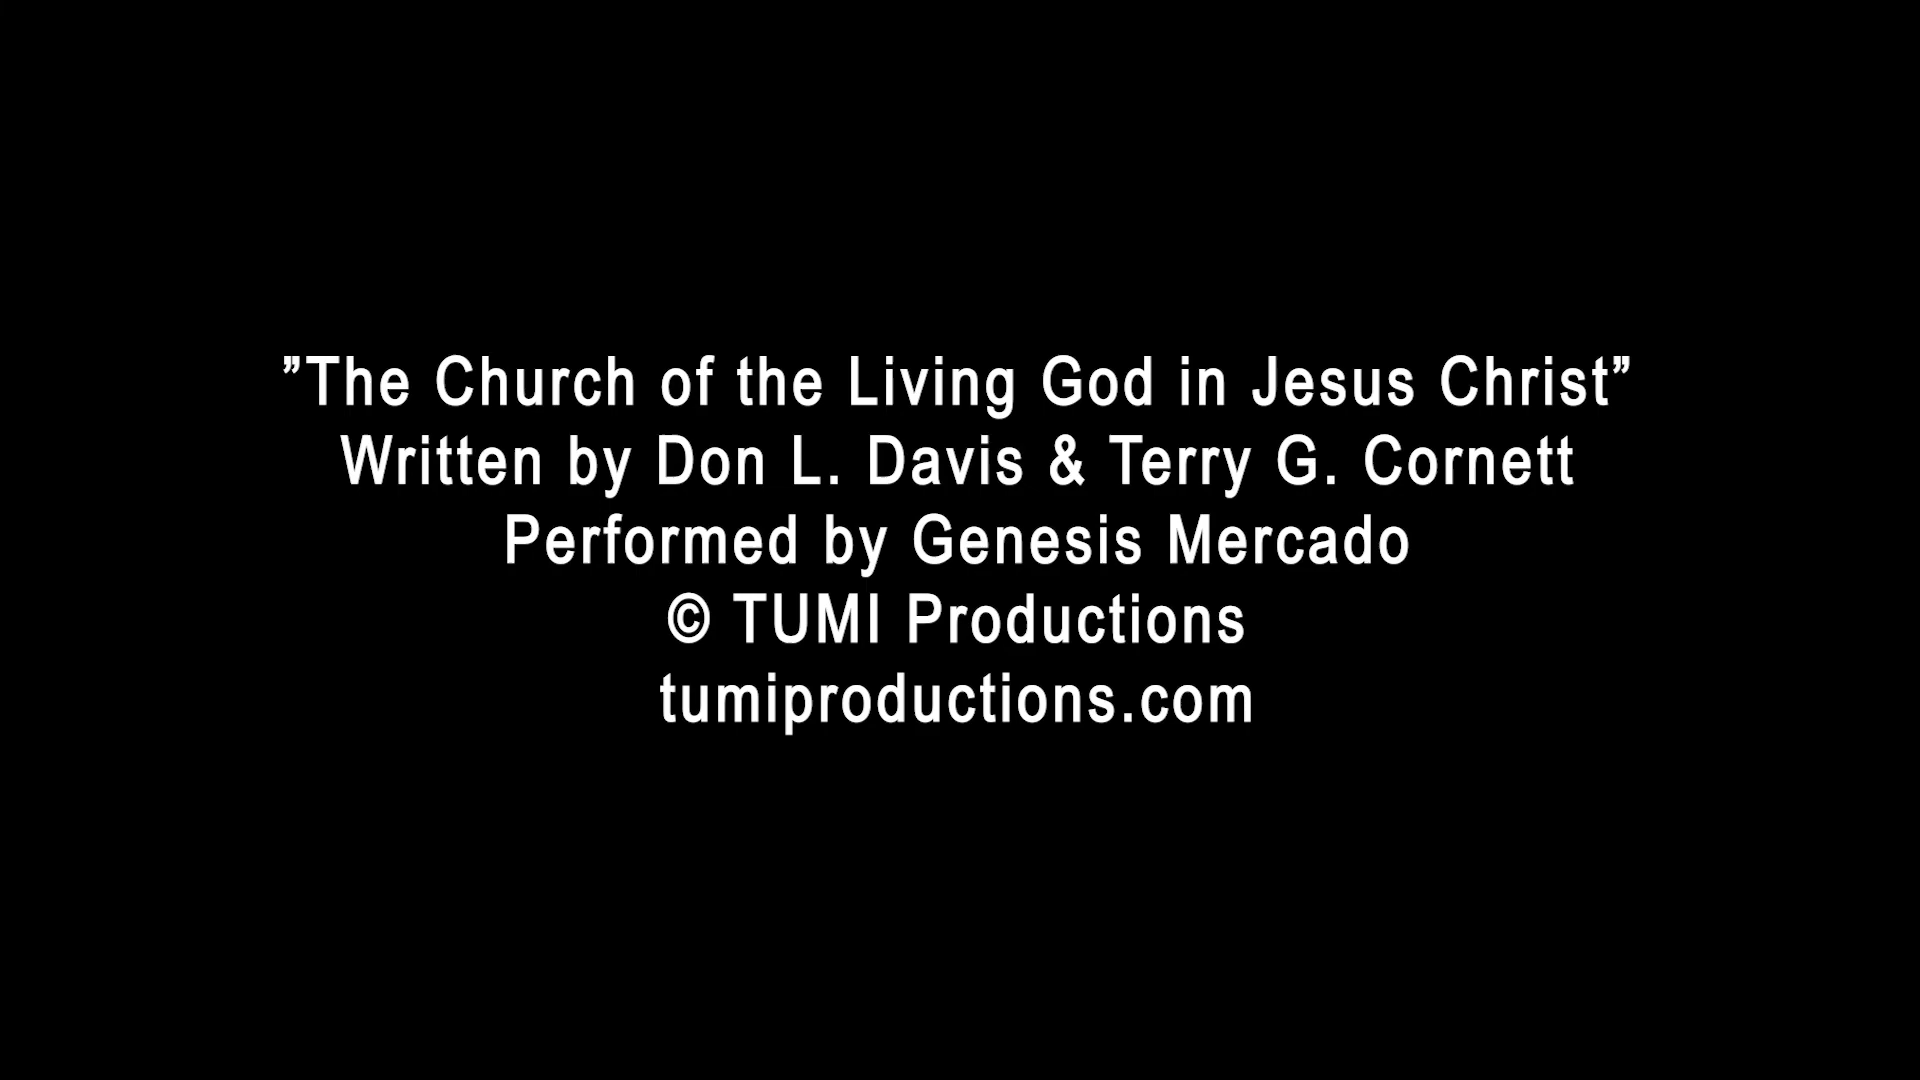 ”The Church of the Living God in Jesus Christ”
Written by Don L. Davis & Terry G. Cornett
Performed by Genesis Mercado
© TUMI Productions
tumiproductions.com